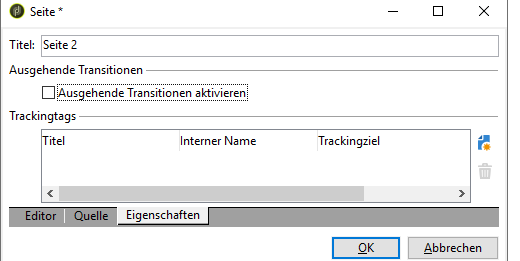 Seite *
Titel: Seite 2
Ausgehende Transitionen
Ausgehende Transitionen aktivieren
Trackingtags
Titel Interner Name Trackingziel
Editor Quelle Eigenschaften
OK Abbrechen